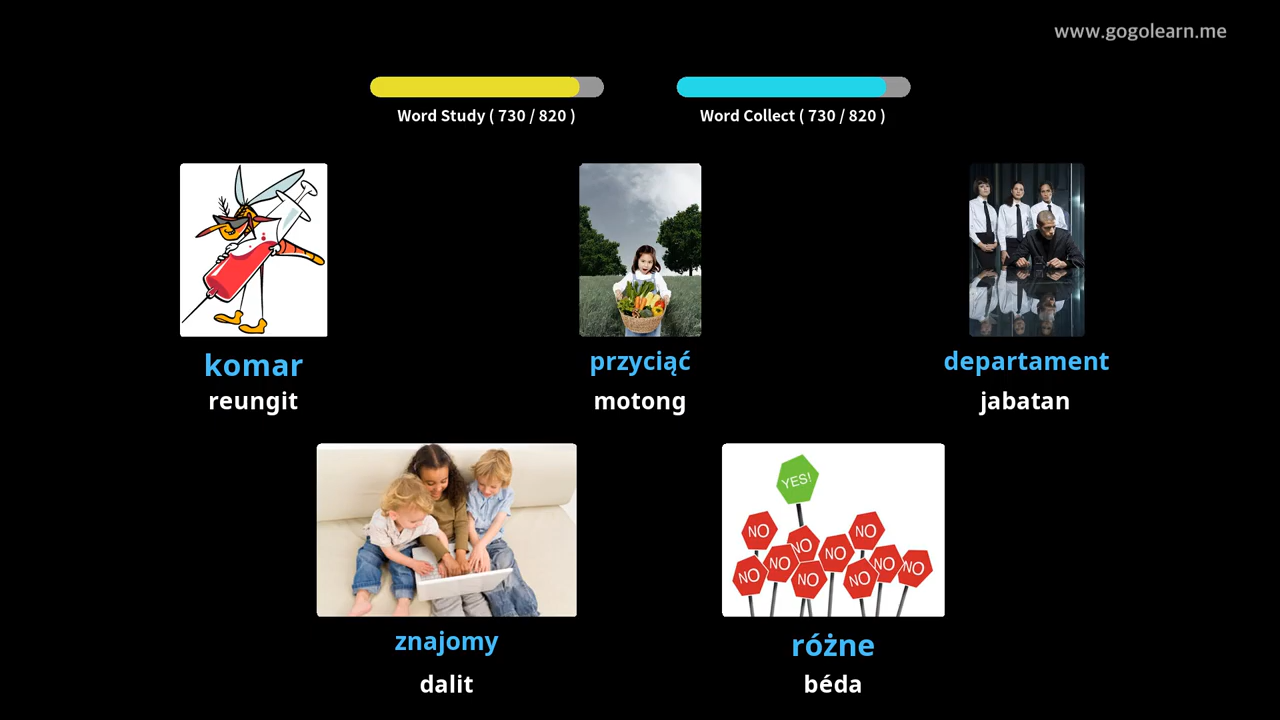 www.gogolearn.me
Word Study ( 730 / 820 )
Word Collect ( 730 / 820 )
komar
reungit
przyciąć
motong
departament
jabatan
YES!
NO
NO
NO
NO
NO
NO
NO
NO
NO
NO
znajomy
dalit
różne
béda